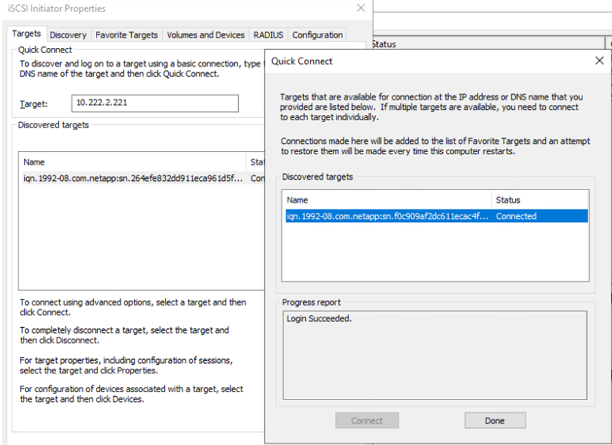 iSCSI Initiator Properties
Targets Discovery Favorite Targets Volumes and Devices RADIUS Configuration
Quick Connect
To discover and log on to a target using a basic connection, type
DNS name of the target and then click Quick Connect.
Target: 10.222.2.221
Discovered targets
Name
iqn.1992-08.com.netapp:sn.264efe832dd911eca961d5f...
To connect using advanced options, select a target and then
click Connect.
To completely disconnect a target, select the target and
then click Disconnect.
For target properties, including configuration of sessions,
select the target and click Properties.
For configuration of devices associated with a target, select
the target and then click Devices.
Status
Quick Connect
Targets that are available for connection at the IP address or DNS name that you
provided are listed below. If multiple targets are available, you need to connect
to each target individually.
Connections made here will be added to the list of Favorite Targets and an attempt
to restore them will be made every time this computer restarts.
Discovered targets
Name Status
iqn.1992-08.com.netapp:sn.f0c909af2dc611ecac4f... Connected
Progress report
Login Succeeded.
Connect Done